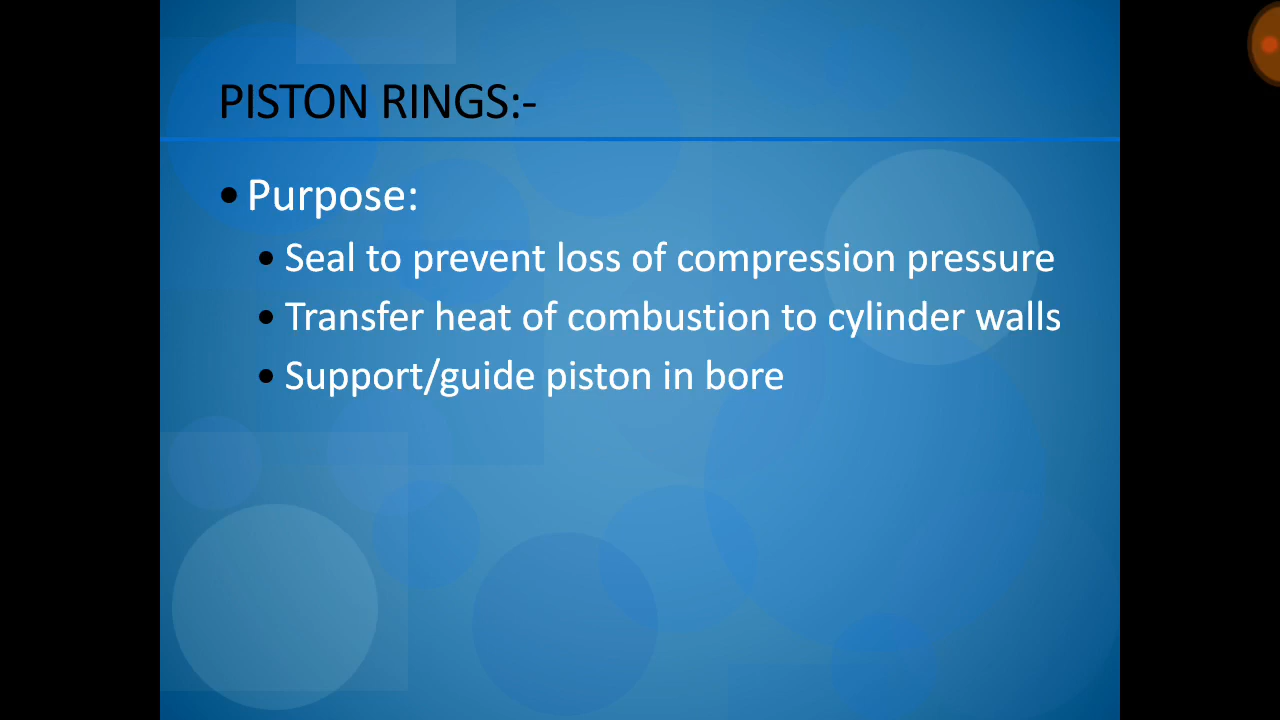 PISTON RINGS:-
• Purpose:
• Seal to prevent loss of compression pressure
• Transfer heat of combustion to cylinder walls
• Support/guide piston in bore